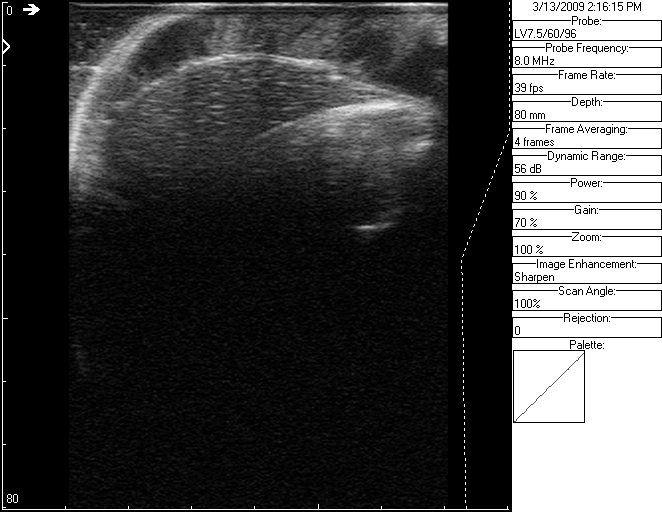 0
80
3/13/2009 2:16:15 PM
Probe:
LV7.5/60/96
Probe Frequency:
8.0 MHz
Frame Rate:
39 fps
Depth:
80 mm
Frame Averaging:
4 frames
Dynamic Range:
56 dB
Power:
90 %
Gain:
70 %
Zoom:
100 %
Image Enhancement:
Sharpen
Scan Angle:
100%
Rejection:
0
Palette: